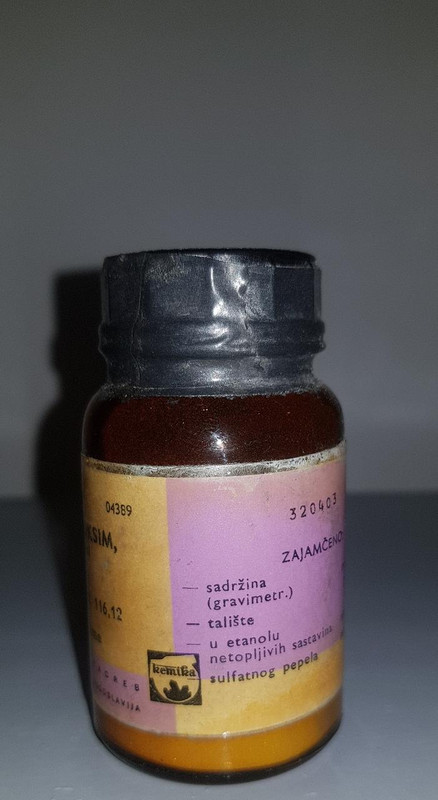 04389
KSIM,
116,12
ZAGREB
JUGOSLAVIJA
kemika
320403
ZAJAMČENO
— sadržina
(gravimetr.)
— talište
— u etanolu
netopljivih sastavina
— sulfatnog pepela